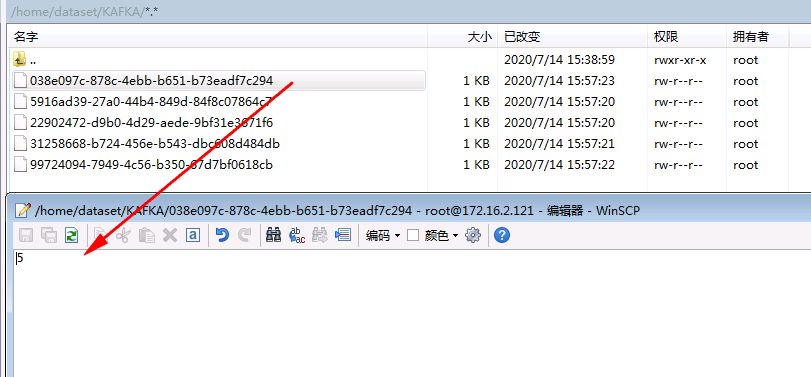 /home/dataset/KAFKA/*.*
名字 大小 已改变 权限 拥有者
.. 2020/7/14 15:38:59 rwxr-xr-x root
038e097c-878c-4ebb-b651-b73eadf7c294 1 KB 2020/7/14 15:57:23 rw-r--r-- root
5916ad39-27a0-44b4-849d-84f8c07864c7 1 KB 2020/7/14 15:57:20 rw-r--r-- root
22902472-d9b0-4d29-aede-9bf31e3671f6 1 KB 2020/7/14 15:57:20 rw-r--r-- root
31258668-b724-456e-b543-dbc608d484db 1 KB 2020/7/14 15:57:21 rw-r--r-- root
99724094-7949-4c56-b350-67d7bf0618cb 1 KB 2020/7/14 15:57:22 rw-r--r-- root
/home/dataset/KAFKA/038e097c-878c-4ebb-b651-b73eadf7c294 - root@172.16.2.121 - 编辑器 - WinSCP
编码 颜色
5